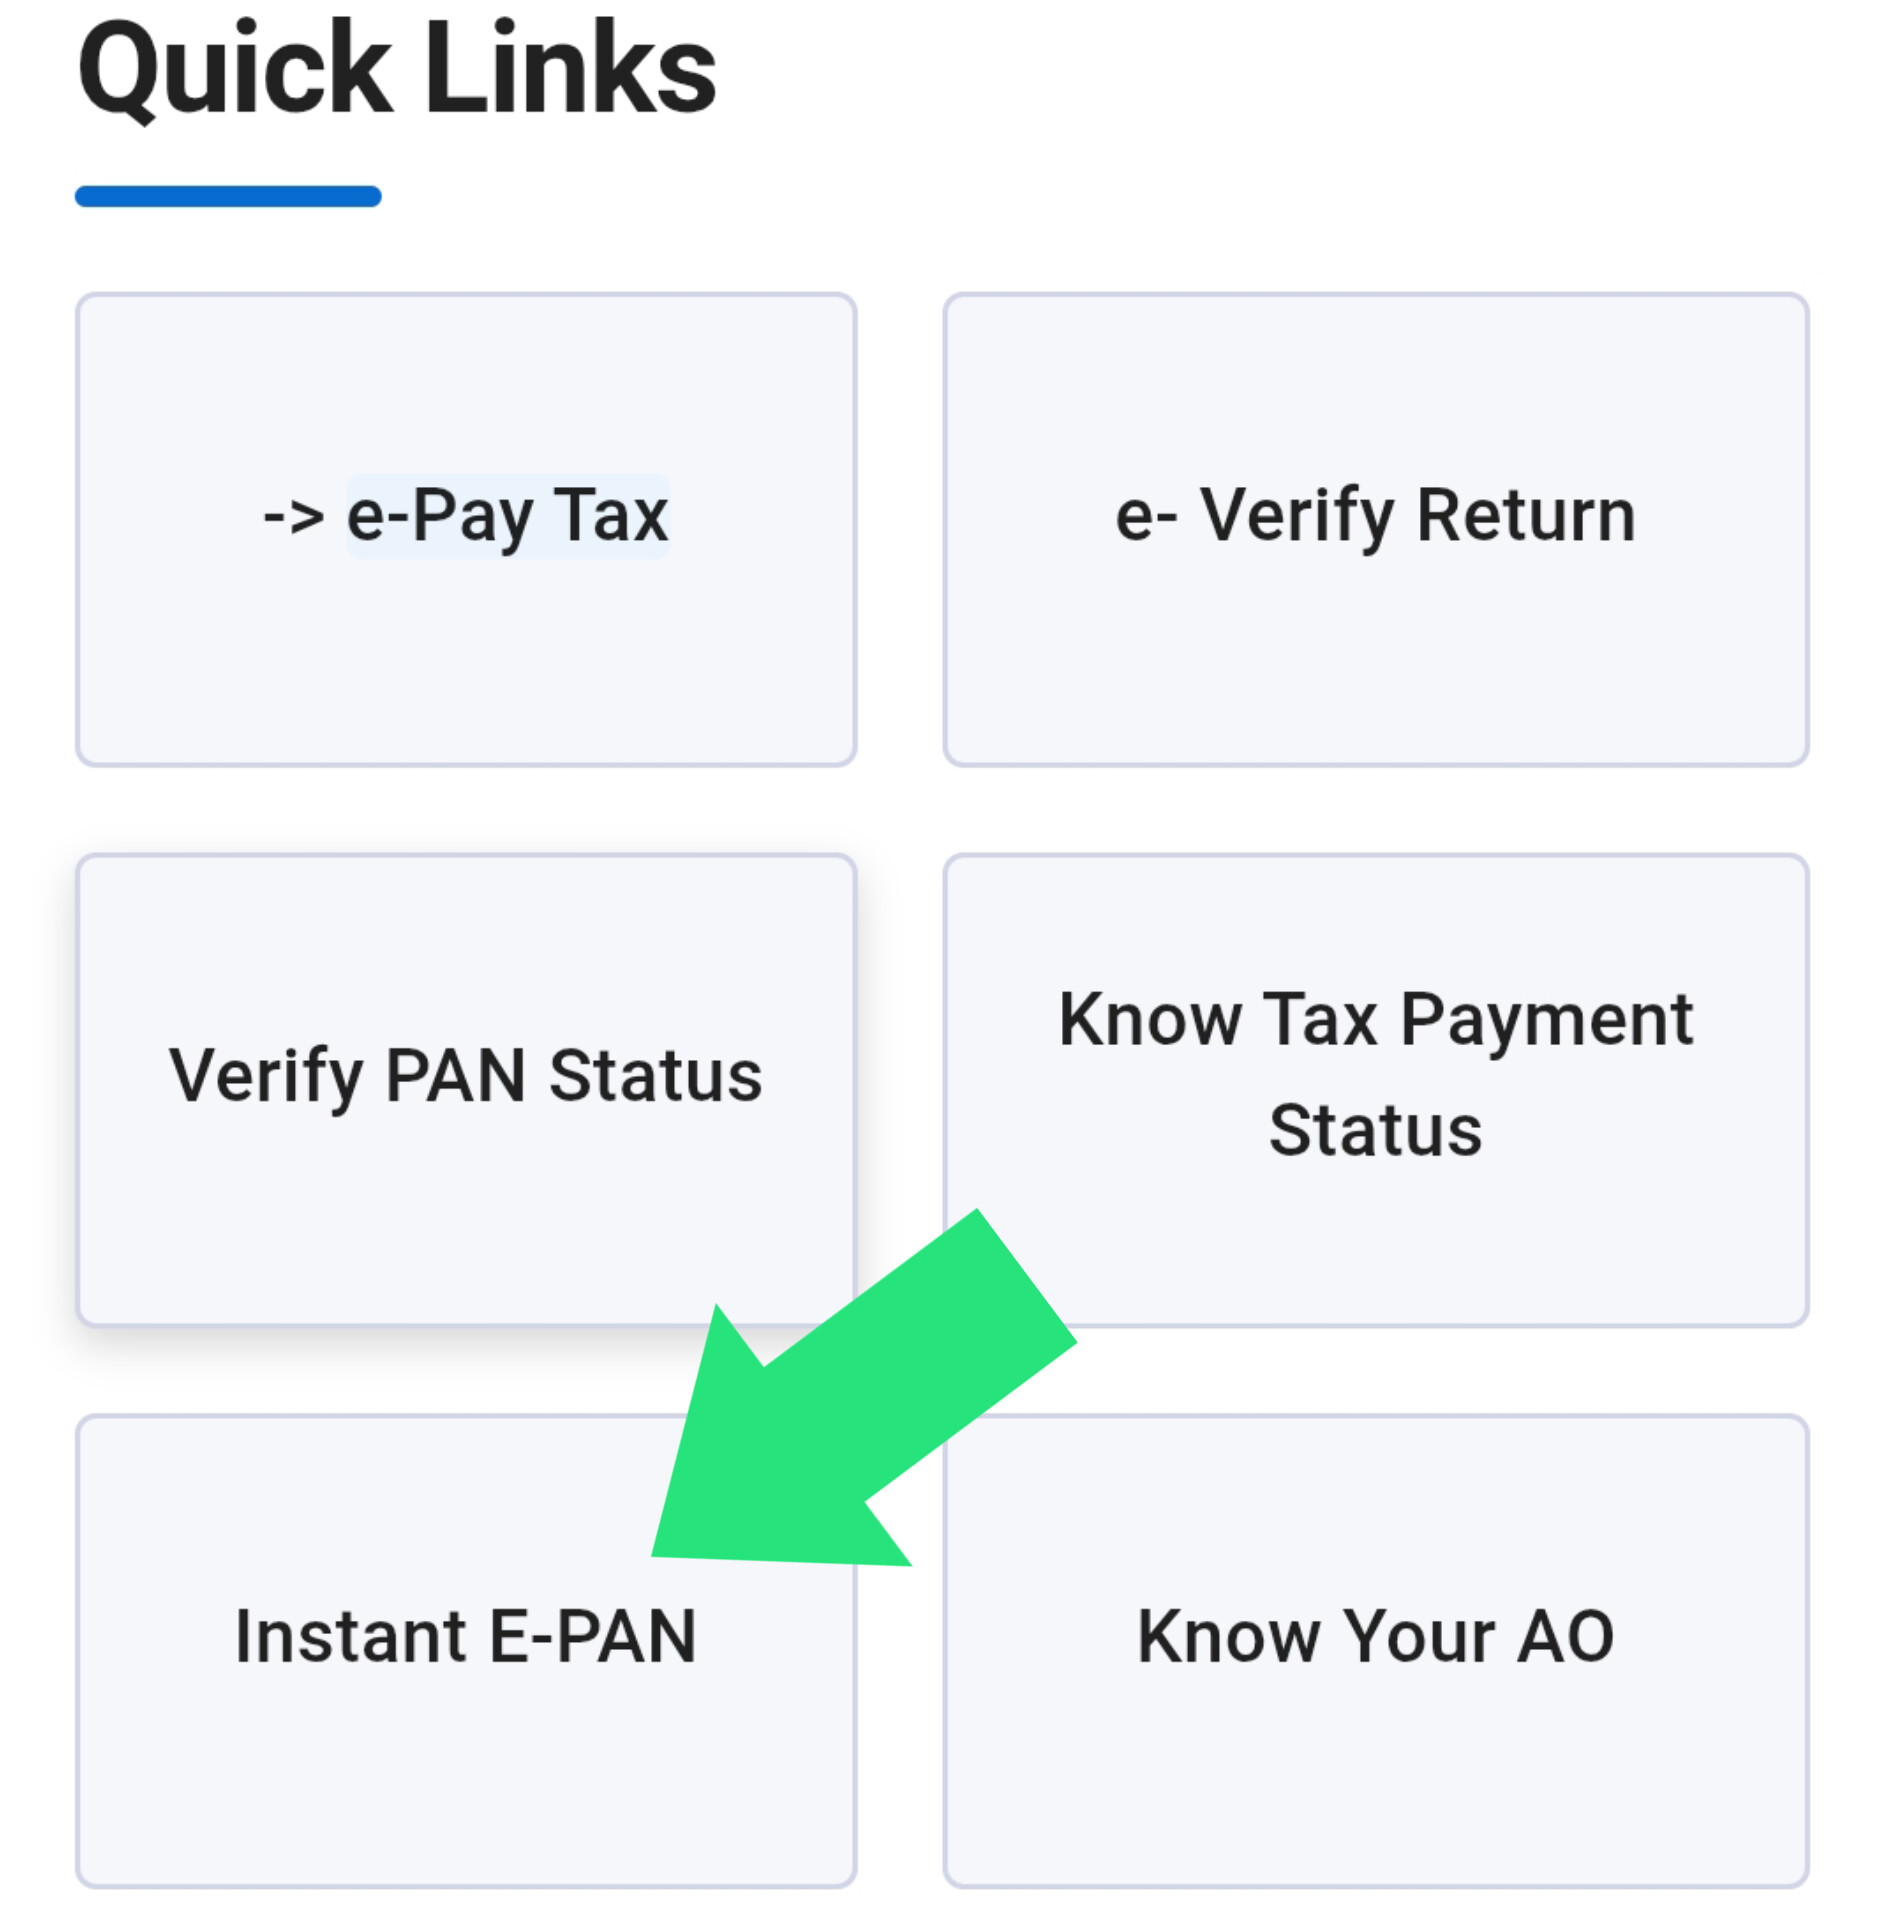 Quick Links
-> e-Pay Tax
e- Verify Return
Verify PAN Status
Know Tax Payment
Status
Instant E-PAN
Know Your AO